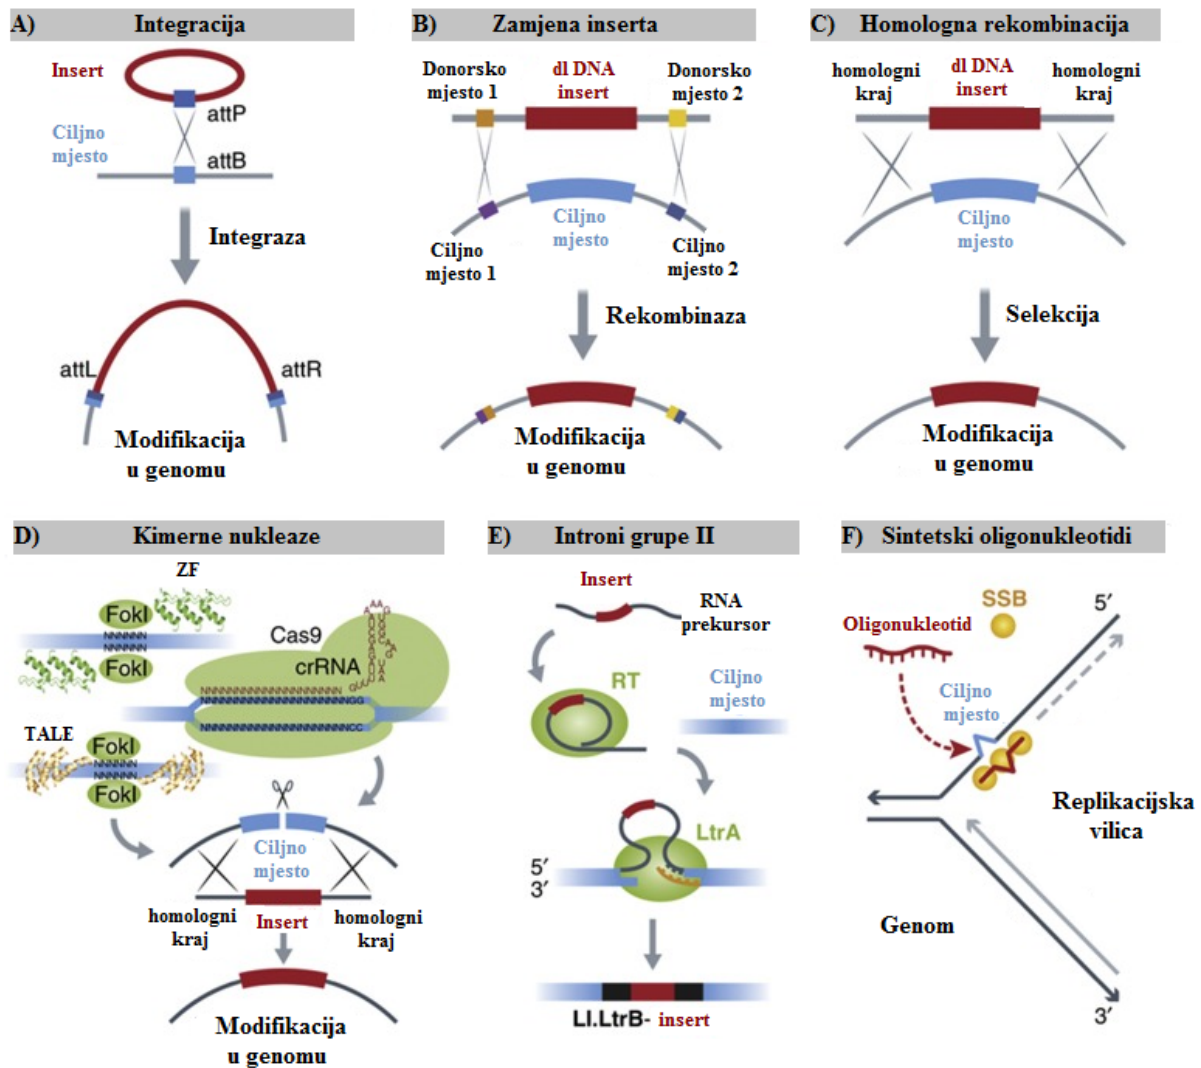 A) Integracija
Insert
attP
Ciljno
mjesto
attB
Integraza
attL
attR
Modifikacija
u genomu
B) Zamjena inserta
Donorsko
mjesto 1
dl DNA
insert
Donorsko
mjesto 2
Ciljno
mjesto
Ciljno
mjesto 1
Ciljno
mjesto 2
Rekombinaza
Modifikacija
u genomu
C) Homologna rekombinacija
homologni
kraj
dl DNA
insert
homologni
kraj
Ciljno
mjesto
Selekcija
Modifikacija
u genomu
D) Kimerne nukleaze
ZF
FokI
NNNNNN
FokI
Cas9
crRNA
TALE
FokI
NNNNNN
FokI
Ciljno
mjesto
homologni
kraj
Insert
homologni
kraj
Modifikacija
u genomu
E) Introni grupe II
Insert
RNA
prekursor
RT
Ciljno
mjesto
LtrA
5′
3′
LI.LtrB- insert
F) Sintetski oligonukleotidi
SSB
5′
Oligonukleotid
Ciljno
mjesto
Replikacijska
vilica
Genom
3′